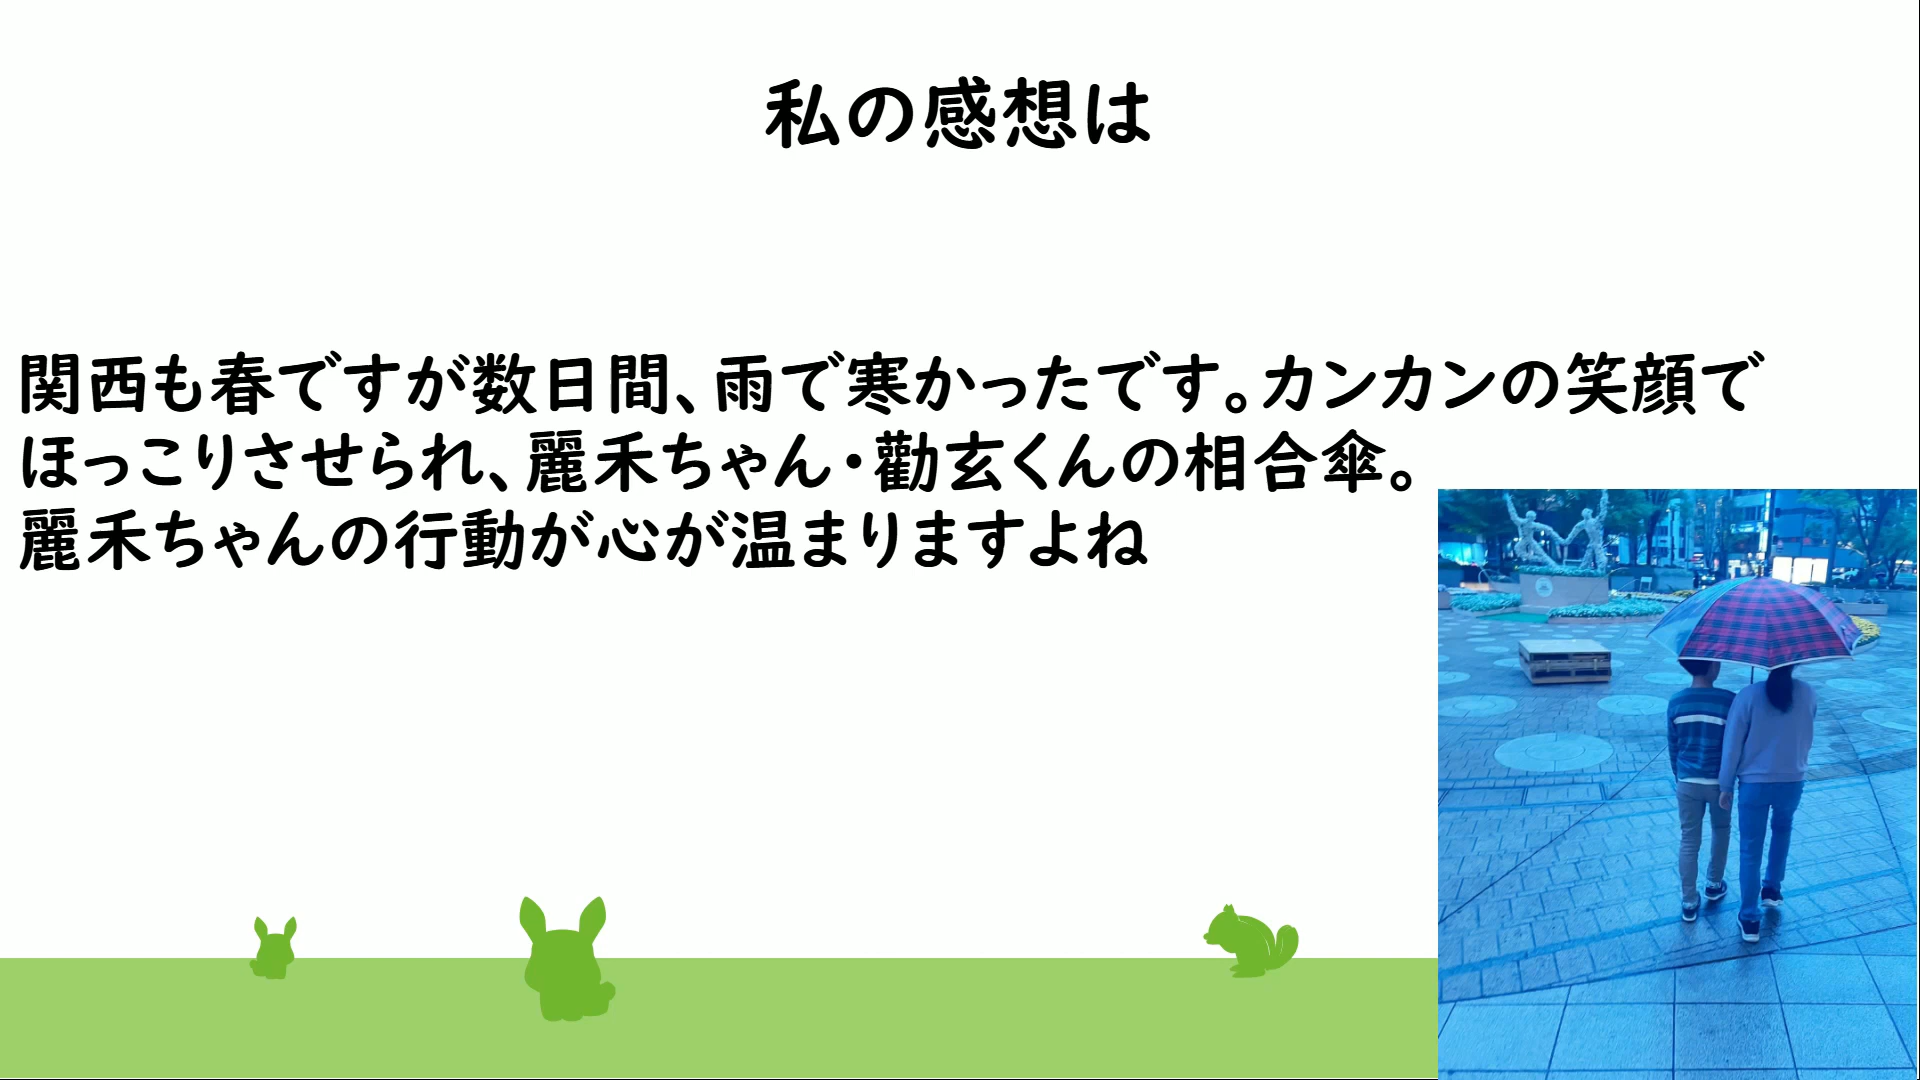 私の感想は
関西も春ですが数日間、雨で寒かったです。カンカンの笑顔で
ほっこりさせられ、麗禾ちゃん・勸玄くんの相合傘。
麗禾ちゃんの行動が心が温まりますよね